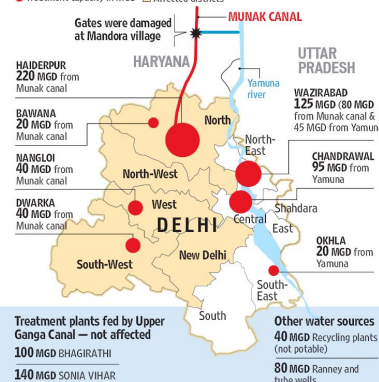 Treatment capacity in MGD Affected districts
Gates were damaged
at Mandora village
MUNAK CANAL
HARYANA
UTTAR
PRADESH
Yamuna
river
HAIDERPUR
220 MGD from
Munak canal
BAWANA
20 MGD from
Munak canal
NANGLOI
40 MGD from
Munak canal
DWARKA
40 MGD from
Munak canal
WAZIRABAD
125 MGD (80 MGD
from Munak canal &
45 MGD from Yamun
CHANDRAWAL
95 MGD from
Yamuna
OKHLA
20 MGD from
Yamuna
North
North-
East
North-West
West
DELHI
Central
Shahdara
East
New Delhi
South-West
South-
East
South
Treatment plants fed by Upper
Ganga Canal — not affected
100 MGD BHAGIRATHI
140 MGD SONIA VIHAR
Other water sources
40 MGD Recycling plants
(not potable)
80 MGD Ranney and
tube wells